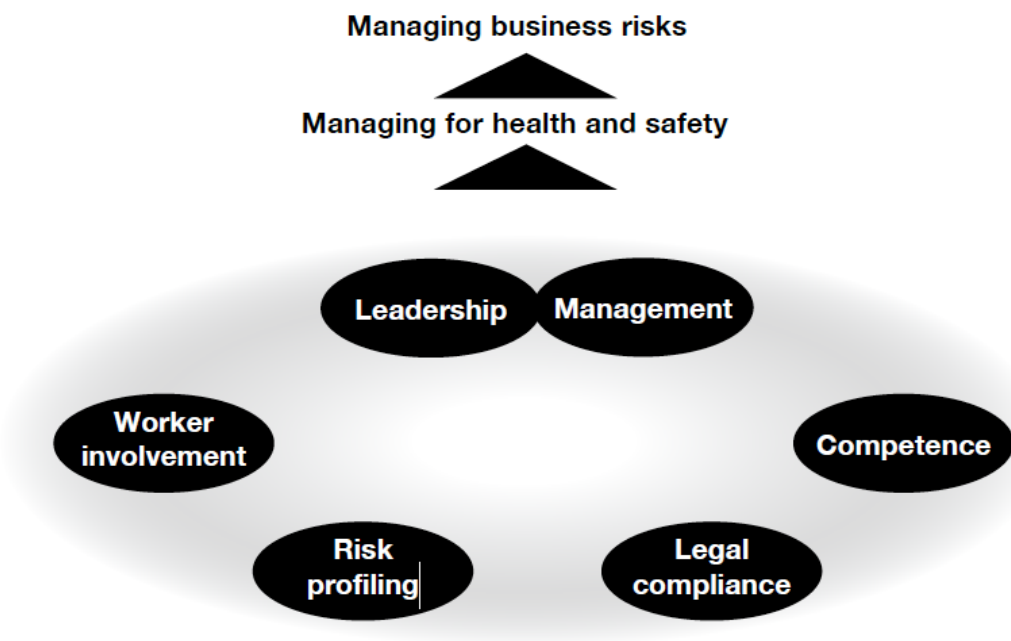 Managing business risks
Managing for health and safety
Leadership
Management
Worker
involvement
Competence
Risk
profiling
Legal
compliance